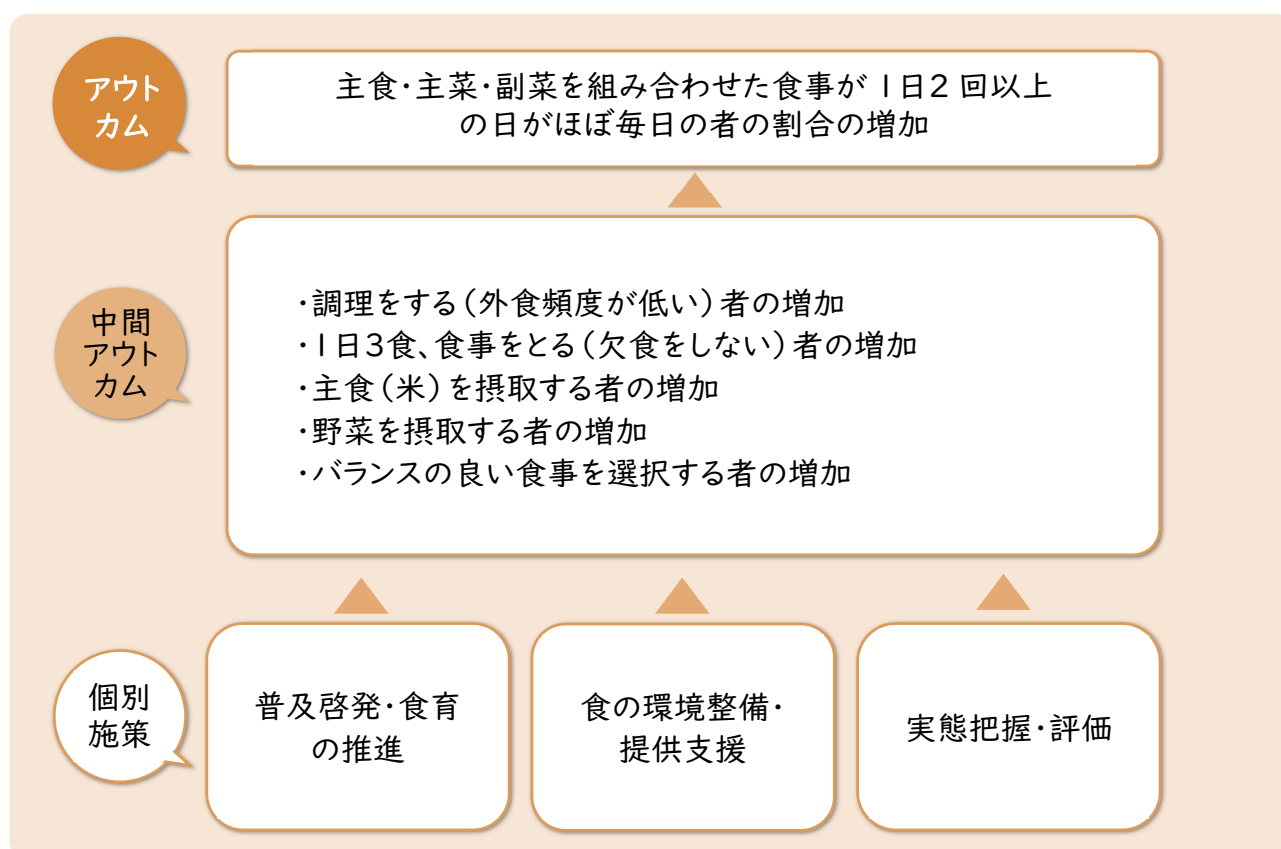 アウト
カム
主食・主菜・副菜を組み合わせた食事が1日2回以上
の日がほぼ毎日の者の割合の増加
中間
アウト
カム
・調理をする(外食頻度が低い)者の増加
・1日3食、食事をとる(欠食をしない)者の増加
・主食(米)を摂取する者の増加
・野菜を摂取する者の増加
・バランスの良い食事を選択する者の増加
個別
施策
普及啓発・食育
の推進
食の環境整備・
提供支援
実態把握・評価